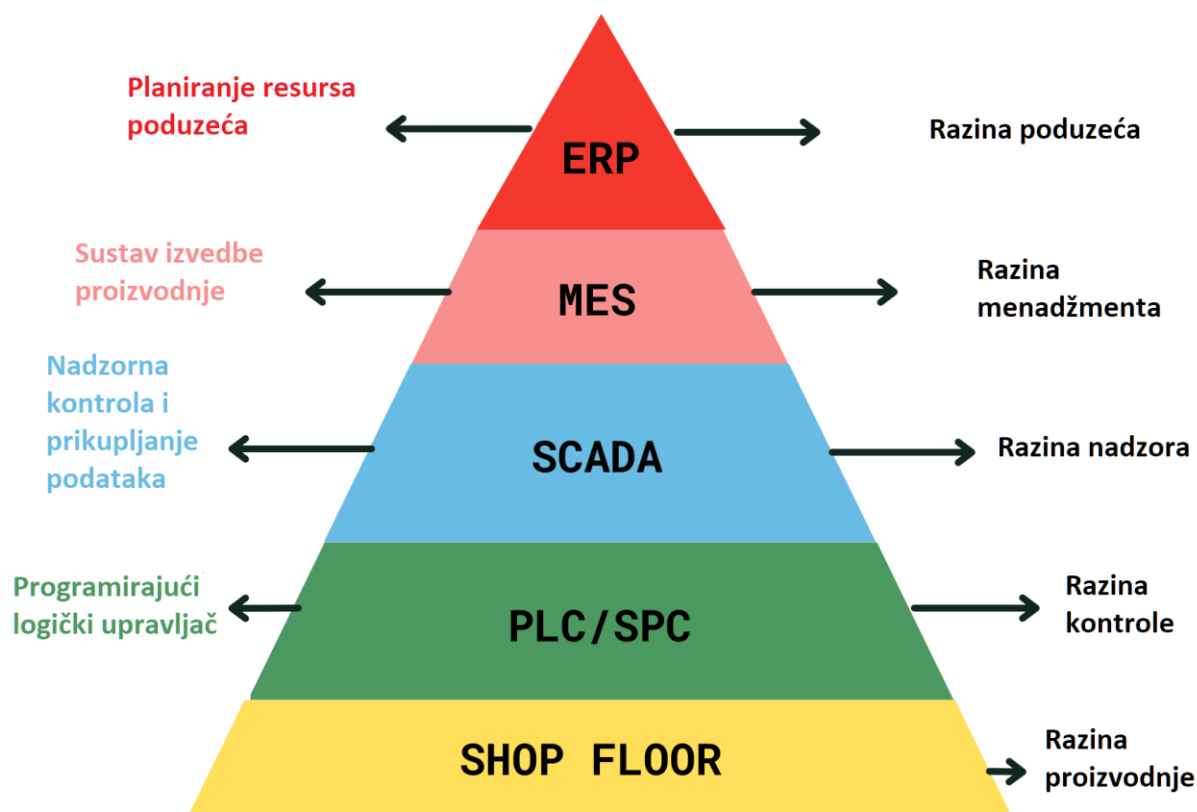 Planiranje resursa
poduzeća
ERP
Razina poduzeća
Sustav izvedbe
proizvodnje
MES
Razina
menadžmenta
Nadzorna
kontrola i
prikupljanje
podataka
SCADA
Razina nadzora
Programirajući
logički upravljač
PLC/SPC
Razina
kontrole
SHOP FLOOR
Razina
proizvodnje